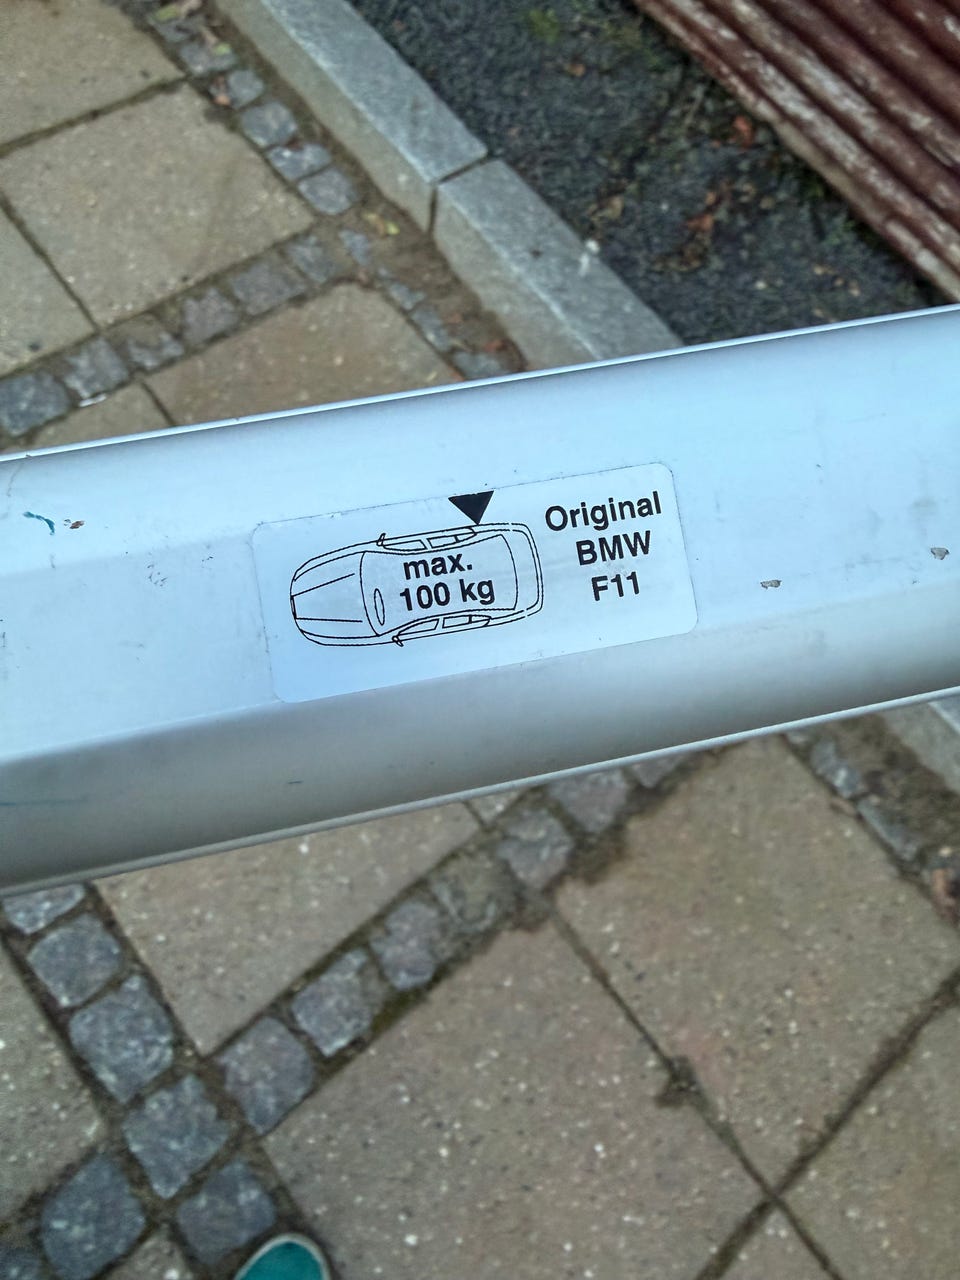 max.
100 kg
Original
BMW
F11